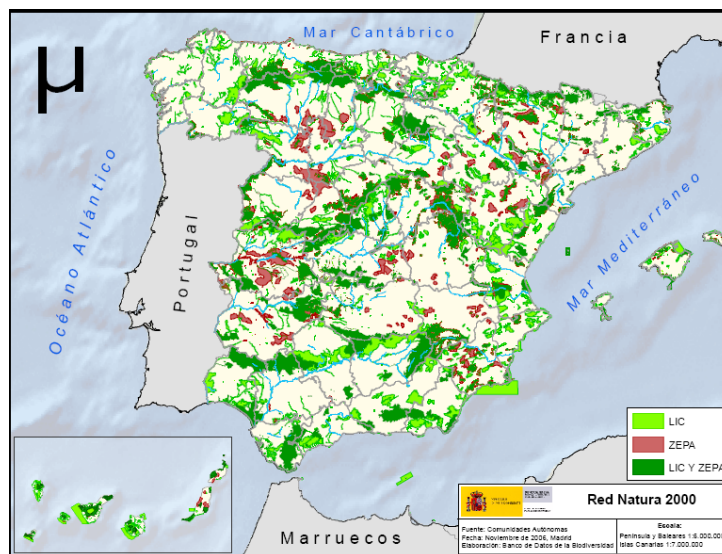 μ
Mar Cantábrico
Francia
Océano Atlántico
Portugal
Mar Mediterráneo
LIC
ZEPA
LIC Y ZEPA
Red Natura 2000
Fuente: Comunidades Autónomas
Fecha: Noviembre de 2006, Madrid
Elaboración: Banco de Datos de la Biodiversidad
Escala:
Península y Baleares 1:6.000.00
Islas Canarias 1:7.000.000
Marruecos